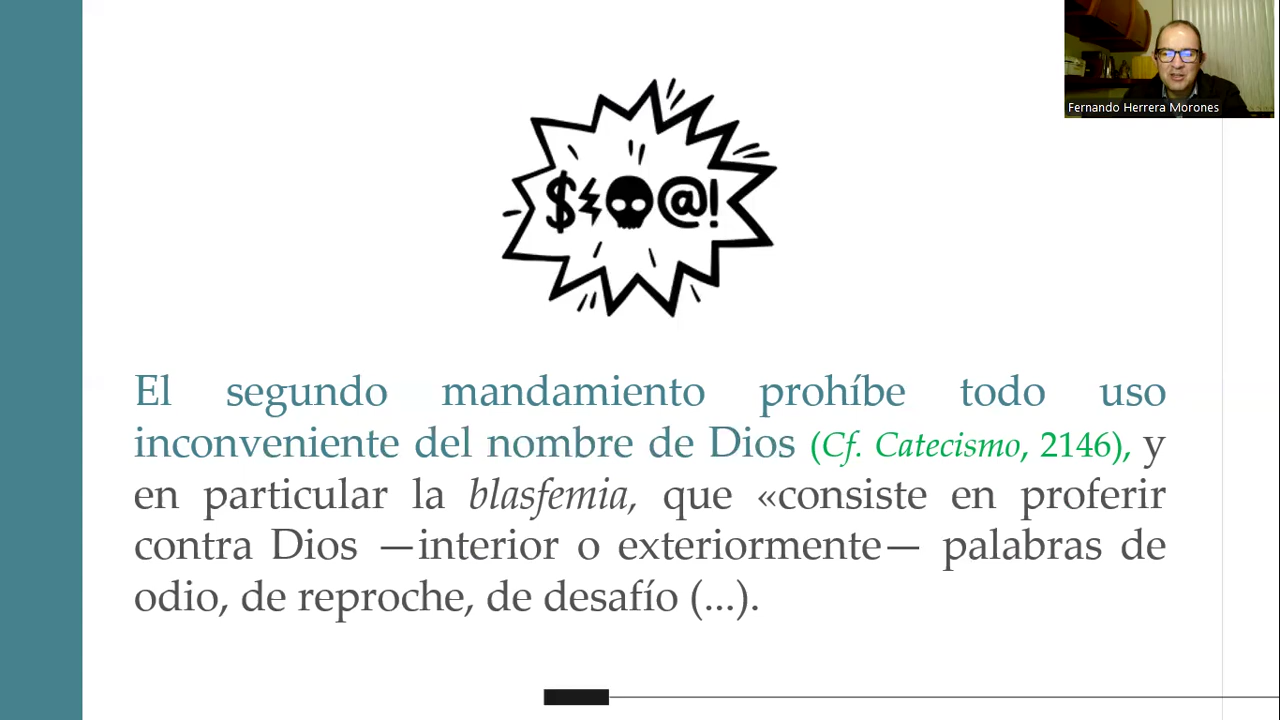 Fernando Herrera Morones
$ @!
El segundo mandamiento prohíbe todo uso
inconveniente del nombre de Dios (Cf. Catecismo, 2146), y
en particular la blasfemia, que «consiste en proferir
contra Dios —interior o exteriormente— palabras de
odio, de reproche, de desafío (...).